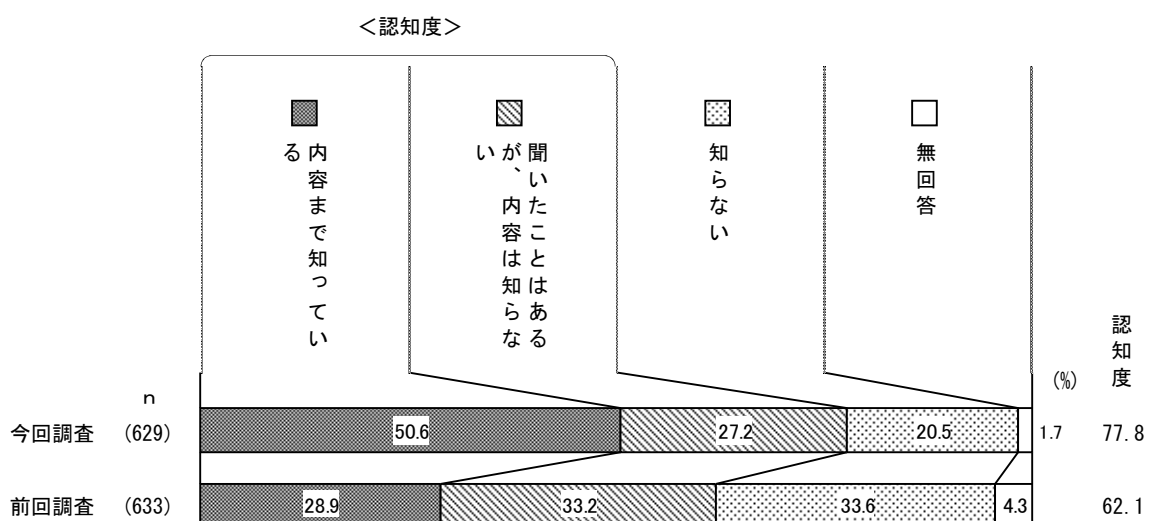 ＜認知度＞
内容まで知ってい
る
聞いたことはある
が、内容は知らな
い
知らない
無回答
n
(%)
認知度
今回調査 (629) 50.6 27.2 20.5 1.7 77.8
前回調査 (633) 28.9 33.2 33.6 4.3 62.1